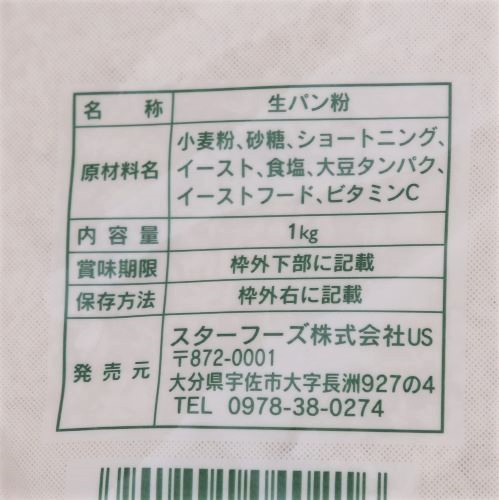 名称 生パン粉
原材料名 小麦粉、砂糖、ショートニング、
イースト、食塩、大豆タンパク、
イーストフード、ビタミンC
内容量 1kg
賞味期限 枠外下部に記載
保存方法 枠外右に記載
発売元 スターフーズ株式会社US
〒872-0001
大分県宇佐市大字長洲927の4
TEL 0978-38-0274